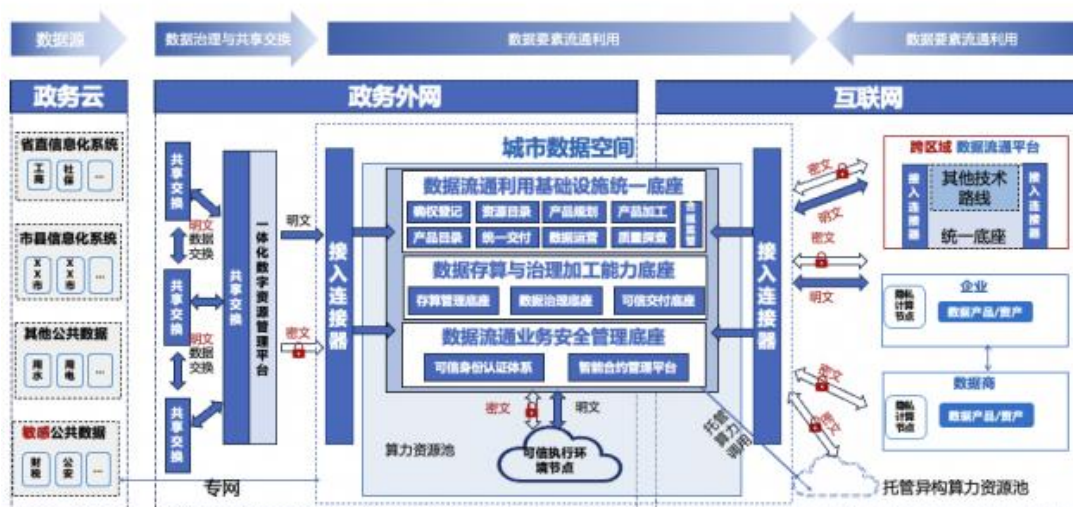 数据源
数据治理与共享交换
数据要素流通利用
数据要素流通利用
政务云
政务外网
互联网
省直信息化系统
工商
社保
...
市县信息化系统
XX市
XX市
...
其他公共数据
用水
用电
...
敏感公共数据
财税
公安
...
共享交换
明文
数据
交换
共享交换
明文
数据
交换
共享交换
共享交换
一体化数字资源管理平台
明文
密文
专网
接入连接器
城市数据空间
数据流通利用基础设施统一底座
确权登记
资源目录
产品规划
产品加工
产品目录
统一交付
数据运营
质量探查
数据存算与治理加工能力底座
存算管理底座
数据治理底座
可信交付底座
数据流通业务安全管理底座
可信身份认证体系
智能合约管理平台
密文
明文
算力资源池
可信执行环
境节点
托管算力调用
接入连接器
密文
明文
密文
明文
密文
密文
跨区域 数据流通平台
接入连接器
其他技术
路线
统一底座
接入连接器
企业
隐私
计算
节点
数据产品/资产
数据商
隐私
计算
节点
数据产品/资产
托管异构算力资源池